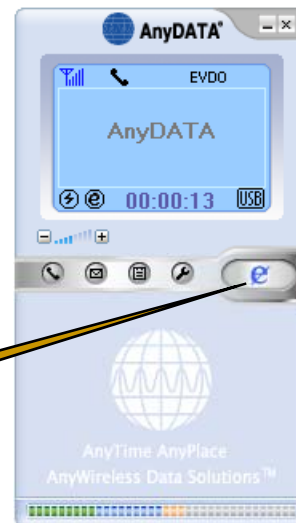 AnyDATA®
EVDO
AnyDATA
00:00:13 USB
AnyTime AnyPlace
AnyWireless Data Solutions™